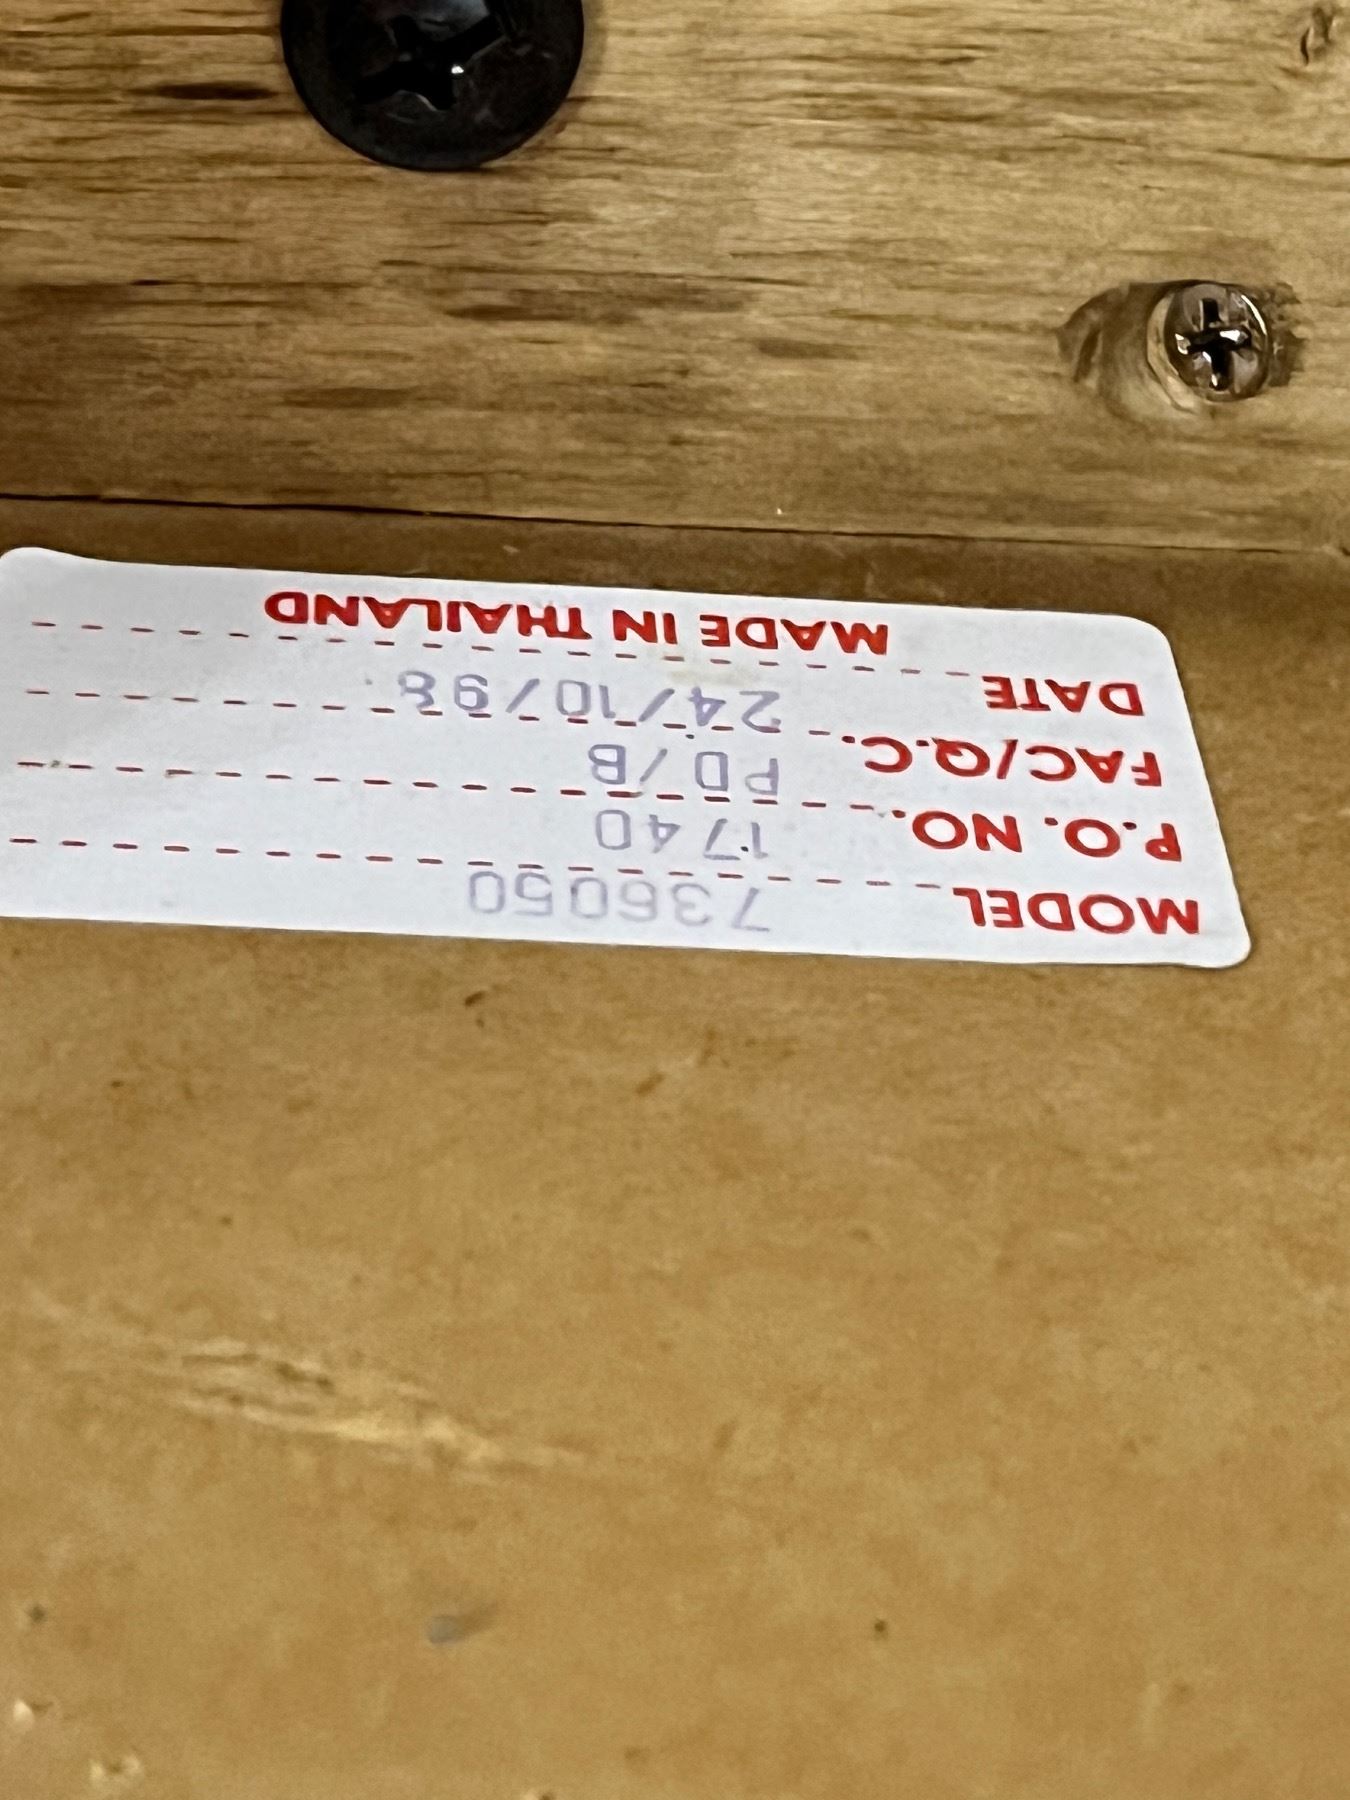 MODEL 736050
P.O. NO. 1740
FAC/Q.C. PD/B
DATE 24/10/98
MADE IN THAILAND